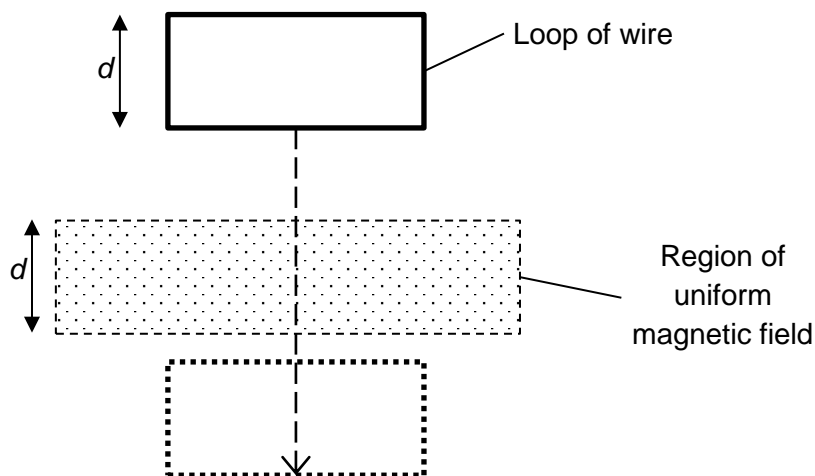 d
Loop of wire
d
Region of
uniform
magnetic field